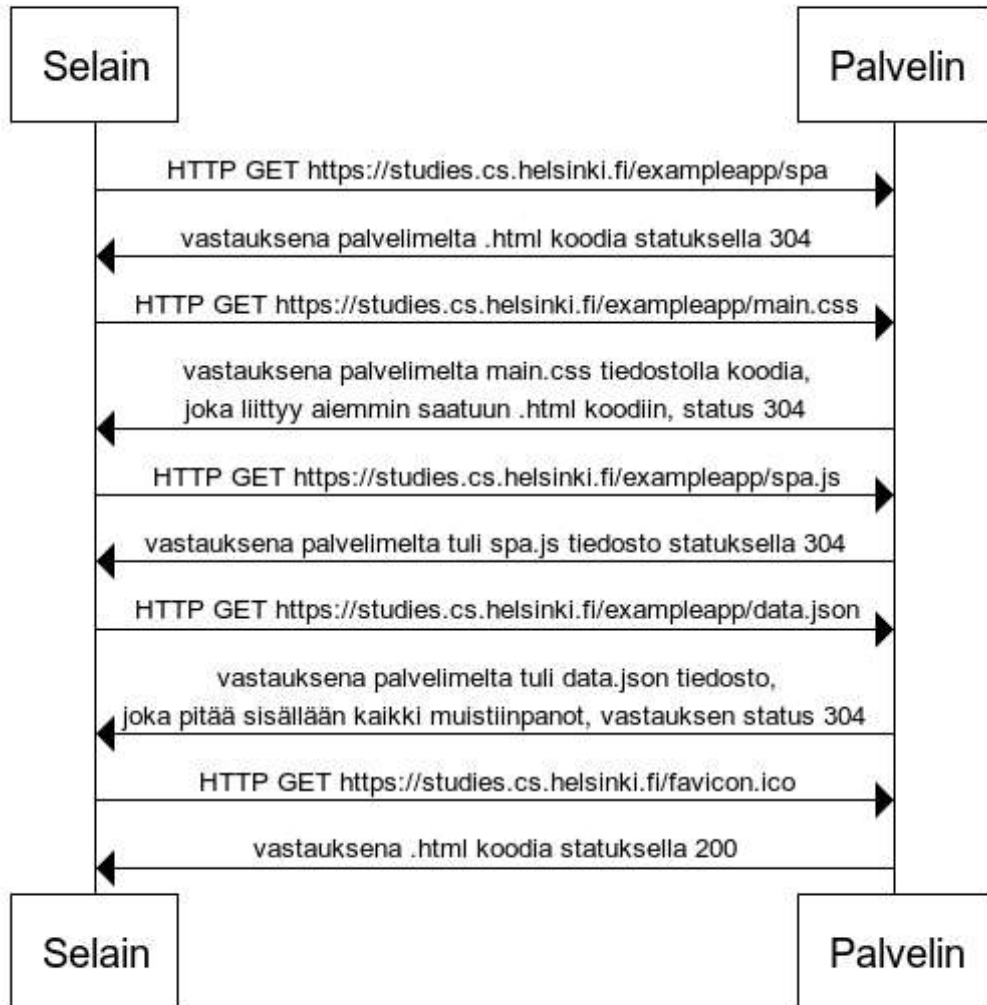 Selain
Palvelin
HTTP GET https://studies.cs.helsinki.fi/exampleapp/spa
vastauksena palvelimelta .html koodia statuksella 304
HTTP GET https://studies.cs.helsinki.fi/exampleapp/main.css
vastauksena palvelimelta main.css tiedostolla koodia,
joka liittyy aiemmin saatuun .html koodiin, status 304
HTTP GET https://studies.cs.helsinki.fi/exampleapp/spa.js
vastauksena palvelimelta tuli spa.js tiedosto statuksella 304
HTTP GET https://studies.cs.helsinki.fi/exampleapp/data.json
vastauksena palvelimelta tuli data.json tiedosto,
joka pitää sisällään kaikki muistiinpanot, vastauksen status 304
HTTP GET https://studies.cs.helsinki.fi/favicon.ico
vastauksena .html koodia statuksella 200
Selain
Palvelin